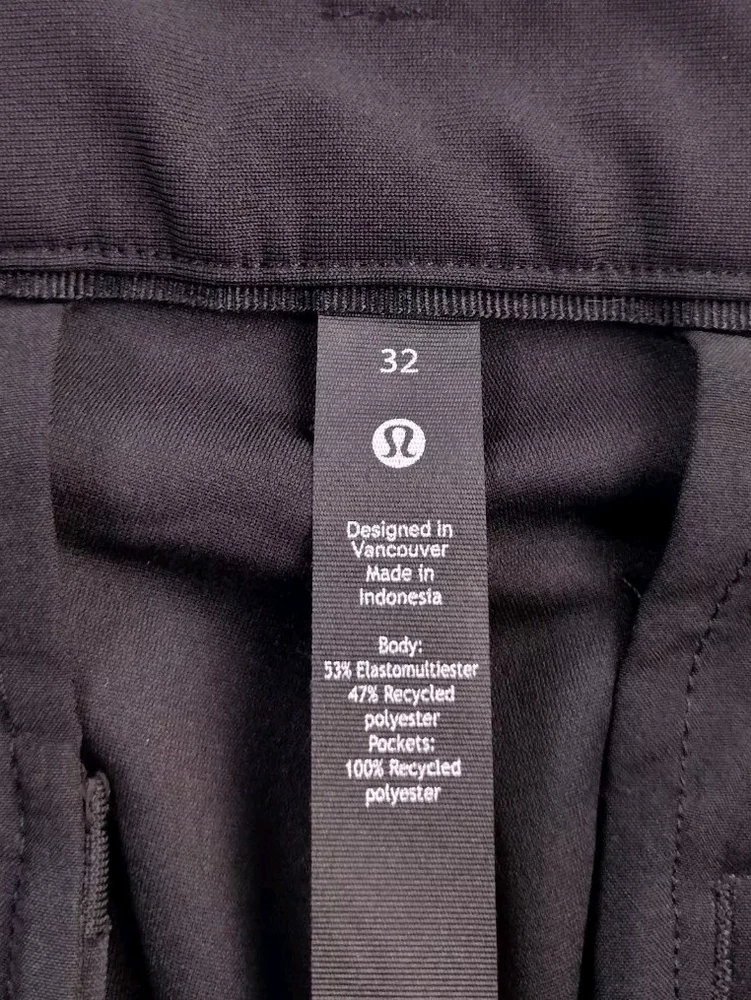 32
Designed in
Vancouver
Made in
Indonesia
Body:
53% Elastomultiester
47% Recycled
polyester
Pockets:
100% Recycled
polyester